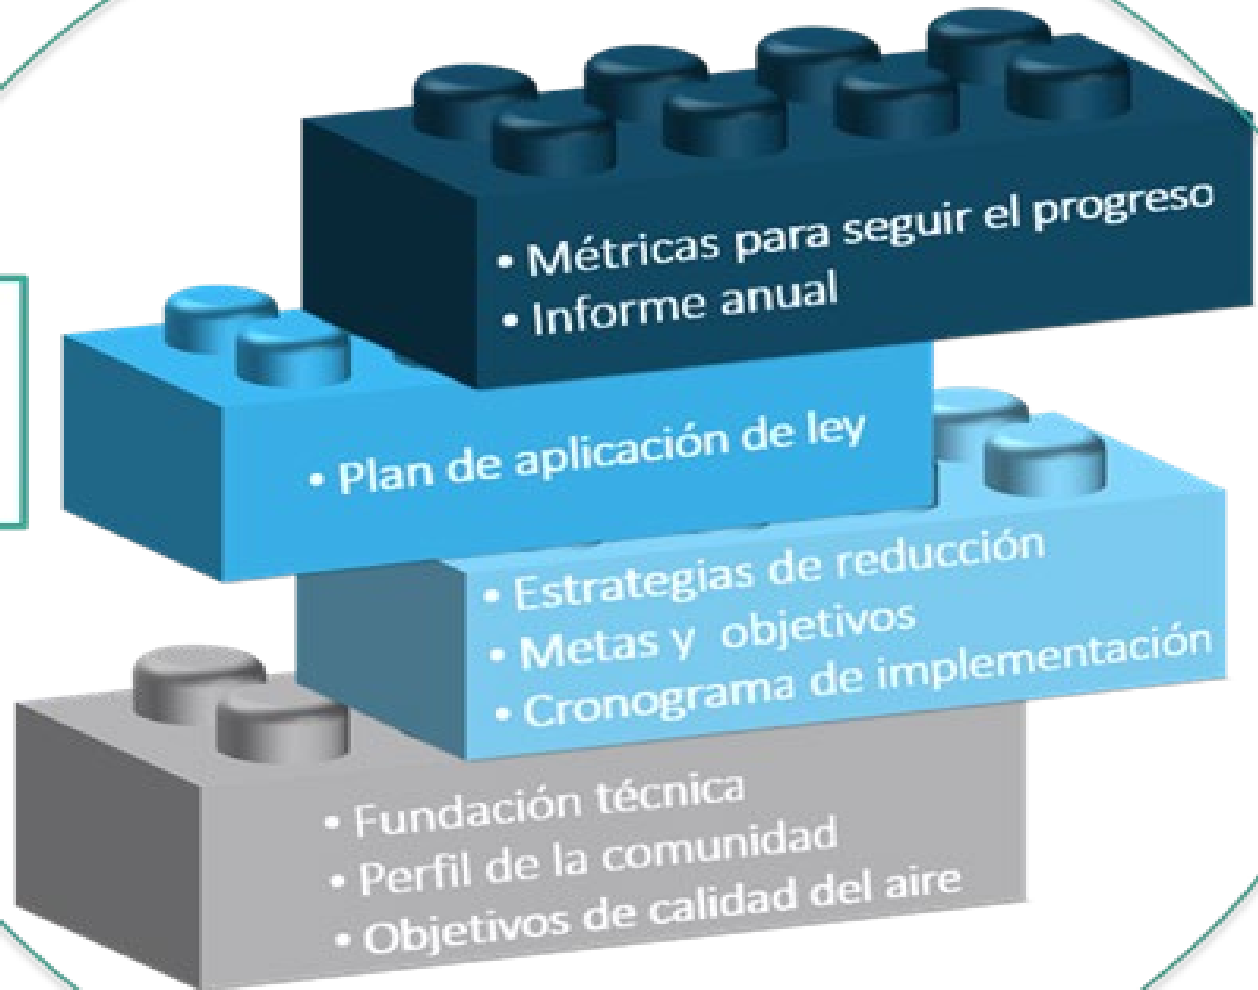 • Métricas para seguir el progreso
• Informe anual
• Plan de aplicación de ley
• Estrategias de reducción
• Metas y objetivos
• Cronograma de implementación
• Fundación técnica
• Perfil de la comunidad
• Objetivos de calidad del aire